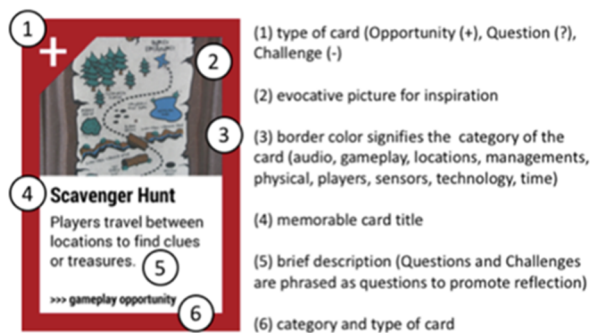 1
+
2
3
4
Scavenger Hunt
Players travel between
locations to find clues
or treasures.
5
>>> gameplay opportunity
6
(1) type of card (Opportunity (+), Question (?),
Challenge (-)
(2) evocative picture for inspiration
(3) border color signifies the category of the
card (audio, gameplay, locations, managements,
physical, players, sensors, technology, time)
(4) memorable card title
(5) brief description (Questions and Challenges
are phrased as questions to promote reflection)
(6) category and type of card